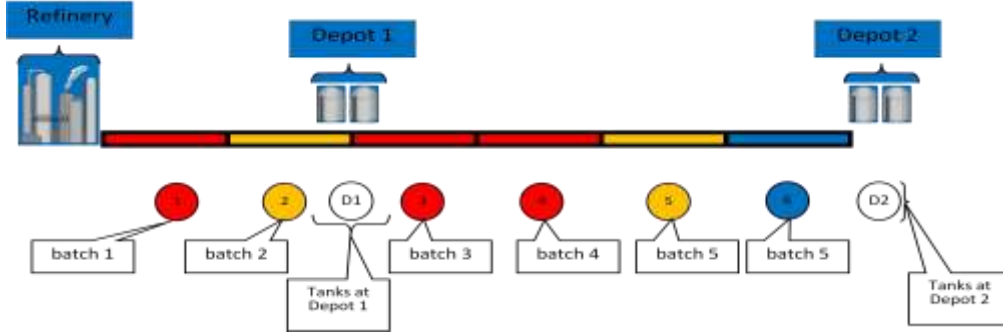 Refinery
Depot 1
Depot 2
1
2
D1
3
4
5
6
D2
batch 1
batch 2
batch 3
batch 4
batch 5
batch 5
Tanks at
Depot 1
Tanks at
Depot 2